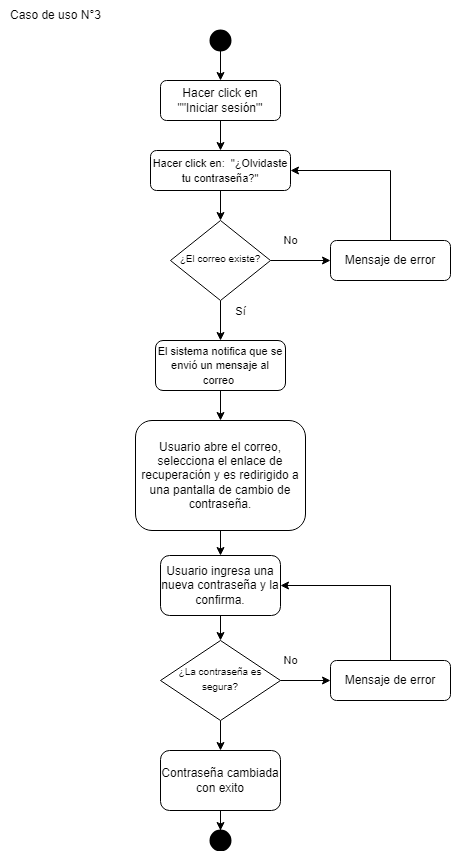 Caso de uso N°3
Hacer click en
""Iniciar sesión"
Hacer click en:  "¿Olvidaste
tu contraseña?"
No
¿El correo existe?
Mensaje de error
Sí
El sistema notifica que se
envió un mensaje al
correo
Usuario abre el correo,
selecciona el enlace de
recuperación y es redirigido a
una pantalla de cambio de
contraseña.
Usuario ingresa una
nueva contraseña y la
confirma.
No
¿La contraseña es
segura?
Mensaje de error
Contraseña cambiada
con exito